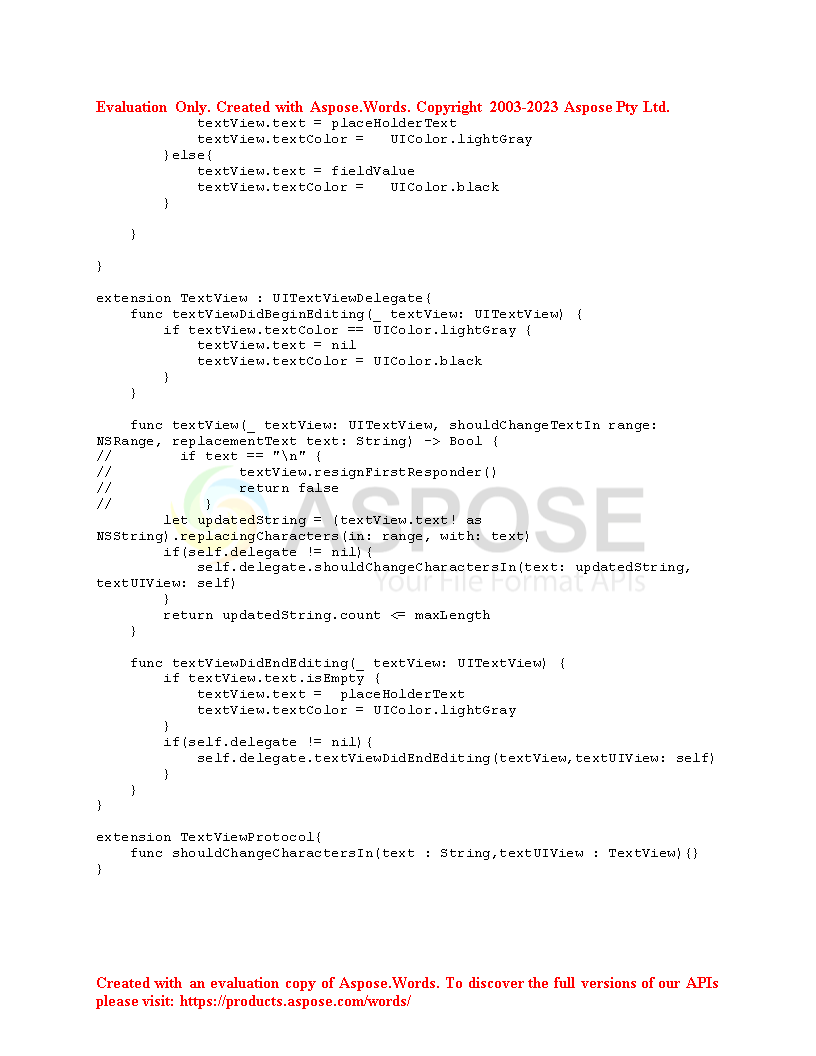 Evaluation Only. Created with Aspose.Words. Copyright 2003-2023 Aspose Pty Ltd.
            textView.text = placeHolderText
            textView.textColor =   UIColor.lightGray
        }else{
            textView.text = fieldValue
            textView.textColor =   UIColor.black
        }
    }
}
extension TextView : UITextViewDelegate{
    func textViewDidBeginEditing(_ textView: UITextView) {
        if textView.textColor == UIColor.lightGray {
            textView.text = nil
            textView.textColor = UIColor.black
        }
    }
    func textView(_ textView: UITextView, shouldChangeTextIn range:
NSRange, replacementText text: String) -> Bool {
//        if text == "\n" {
//               textView.resignFirstResponder()
//               return false
//           }
        let updatedString = (textView.text! as
NSString).replacingCharacters(in: range, with: text)
        if(self.delegate != nil){
            self.delegate.shouldChangeCharactersIn(text: updatedString,
textUIView: self)
        }
        return updatedString.count <= maxLength
    }
    func textViewDidEndEditing(_ textView: UITextView) {
        if textView.text.isEmpty {
            textView.text =  placeHolderText
            textView.textColor = UIColor.lightGray
        }
        if(self.delegate != nil){
            self.delegate.textViewDidEndEditing(textView,textUIView: self)
        }
    }
}
extension TextViewProtocol{
    func shouldChangeCharactersIn(text : String,textUIView : TextView){}
}
ASPOSE
Your File Format APIs
Created with an evaluation copy of Aspose.Words. To discover the full versions of our APIs
please visit: https://products.aspose.com/words/